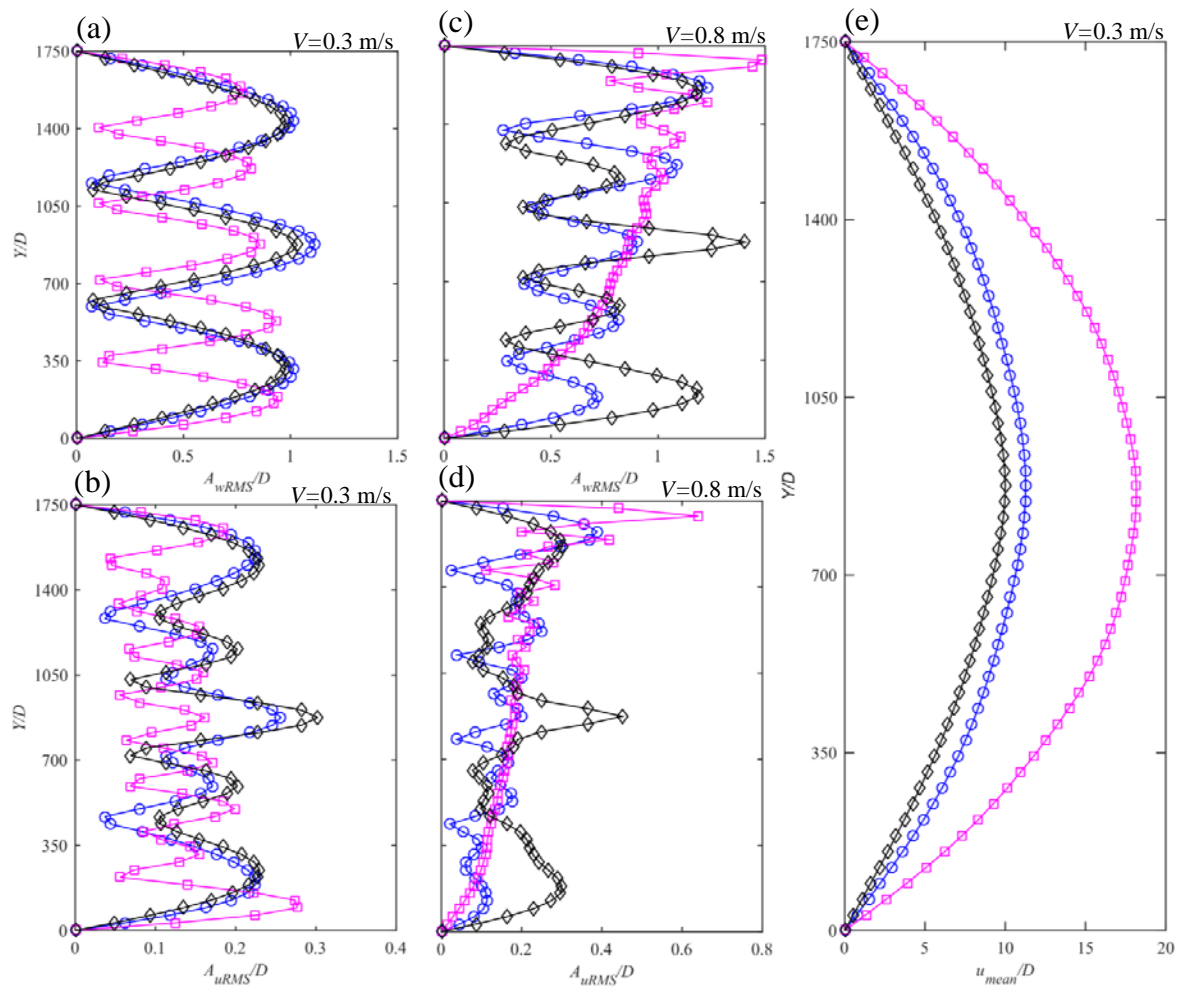 (a)
V=0.3 m/s
1750
1400
1050
700
350
0
Y/D
0
0.5
1
1.5
A_wRMS/D
(b)
V=0.3 m/s
1750
1400
1050
700
350
0
Y/D
0
0.1
0.2
0.3
0.4
A_uRMS/D
(c)
V=0.8 m/s
0
0.5
1
1.5
A_wRMS/D
(d)
V=0.8 m/s
0
0.2
0.4
0.6
0.8
A_uRMS/D
(e)
V=0.3 m/s
1750
1400
1050
700
350
0
Y/D
0
5
10
15
20
u_mean/D